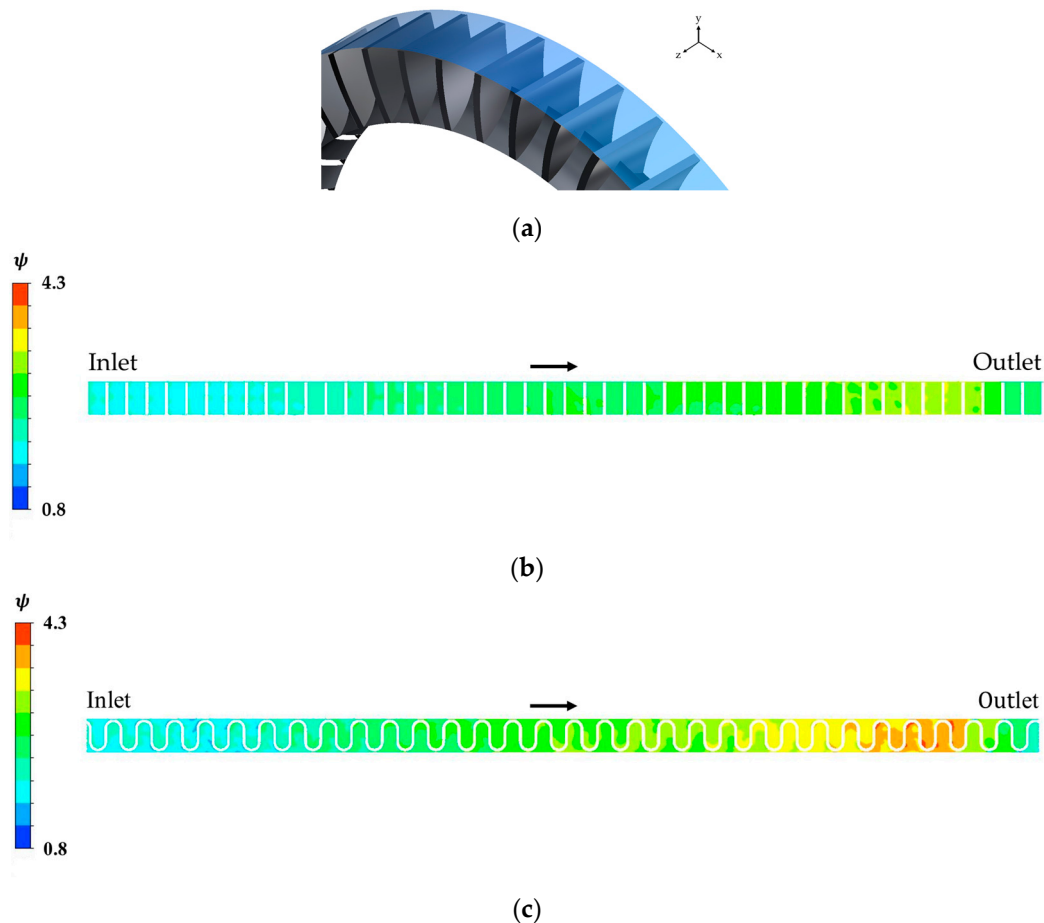 y
z x
(a)
ψ
4.3
Inlet Outlet
0.8
(b)
ψ
4.3
Inlet Outlet
0.8
(c)